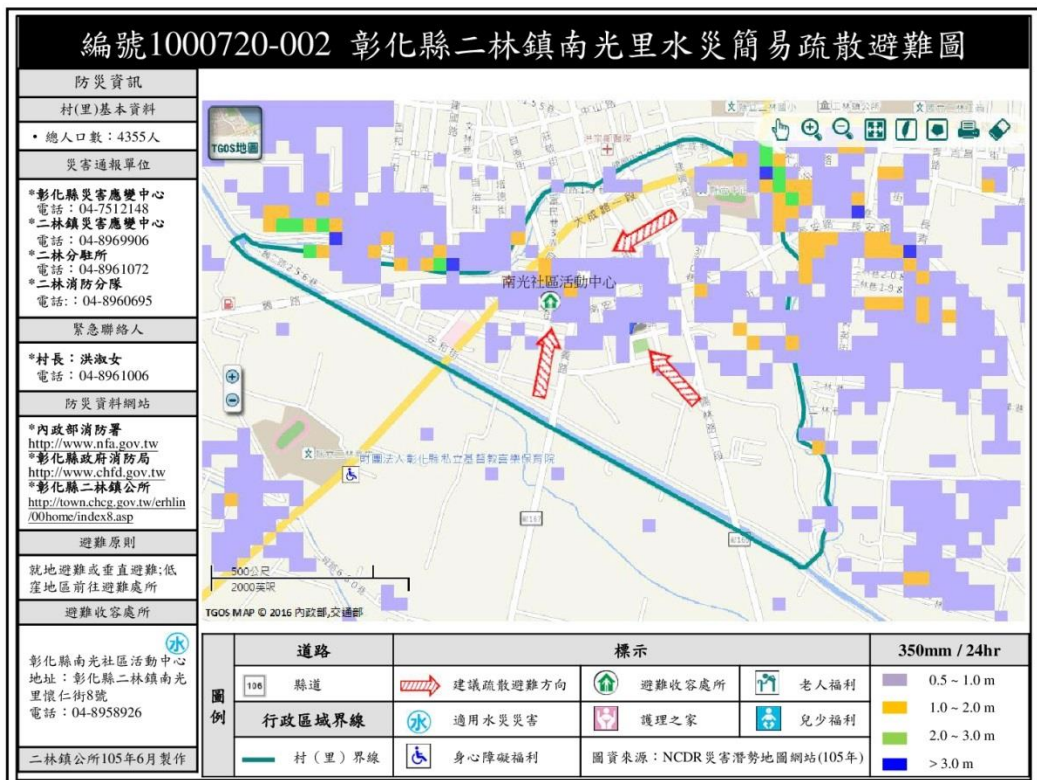 編號1000720-002 彰化縣二林鎮南光里水災簡易疏散避難圖
防災資訊
村(里)基本資料
• 總人口數：4355人
災害通報單位
*彰化縣災害應變中心
電話：04-7512148
*二林鎮災害應變中心
電話：04-8969906
*二林分駐所
電話：04-8961072
*二林消防分隊
電話:：04-8960695
緊急聯絡人
*村長：洪淑女
電話：04-8961006
防災資料網站
*內政部消防署
http://www.nfa.gov.tw
*彰化縣政府消防局
http://www.chfd.gov.tw
*彰化縣二林鎮公所
http://town.chcg.gov.tw/erhlin
/00home/index8.asp
避難原則
就地避難或垂直避難;低
窪地區前往避難處所
避難收容處所
水
彰化縣南光社區活動中心
地址：彰化縣二林鎮南光
里懷仁街8號
電話：04-8958926
二林鎮公所105年6月製作
TGOS地圖
大成路一段
南光社區活動中心
財團法人彰化縣私立基督教喜樂保育院
500公尺
2000英呎
TGOS MAP © 2016 內政部,交通部
圖例
道路
標示
350mm / 24hr
106
縣道
建議疏散避難方向
避難收容處所
老人福利
行政區域界線
水
適用水災災害
護理之家
兒少福利
村（里）界線
身心障礙福利
圖資來源：NCDR災害潛勢地圖網站(105年)
0.5 ~ 1.0 m
1.0 ~ 2.0 m
2.0 ~ 3.0 m
> 3.0 m